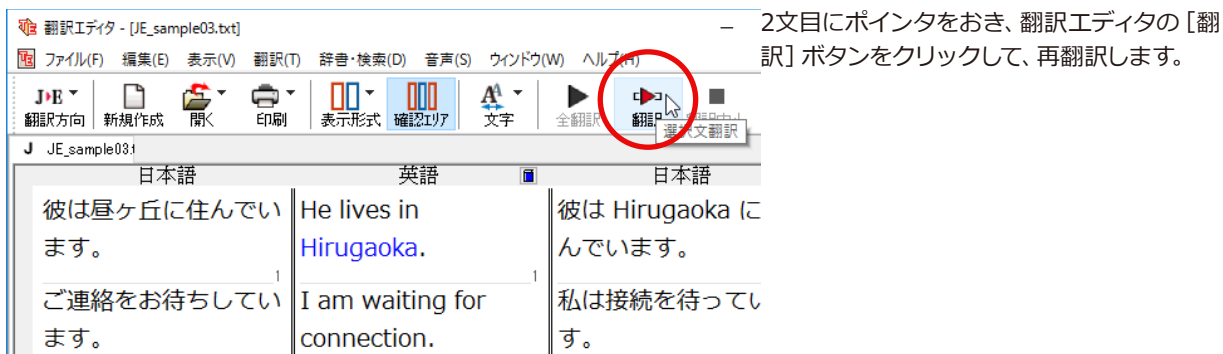 翻訳エディタ - [JE_sample03.txt]
ファイル(F) 編集(E) 表示(V) 翻訳(T) 辞書・検索(D) 音声(S) ウィンドウ(W) ヘルプ(H)
J▶E
翻訳方向 新規作成 開く 印刷 表示形式 確認エリア 文字 全翻訳 翻訳
選択文翻訳
J JE_sample03.t
日本語 英語 日本語
彼は昼ヶ丘に住んでい
ます。
1
He lives in
Hirugaoka.
1
彼は Hirugaoka に
んでいます。
ご連絡をお待ちしてい
ます。
I am waiting for
connection.
私は接続を待ってい
す。
2文目にポインタをおき、翻訳エディタの［翻
訳］ボタンをクリックして、再翻訳します。